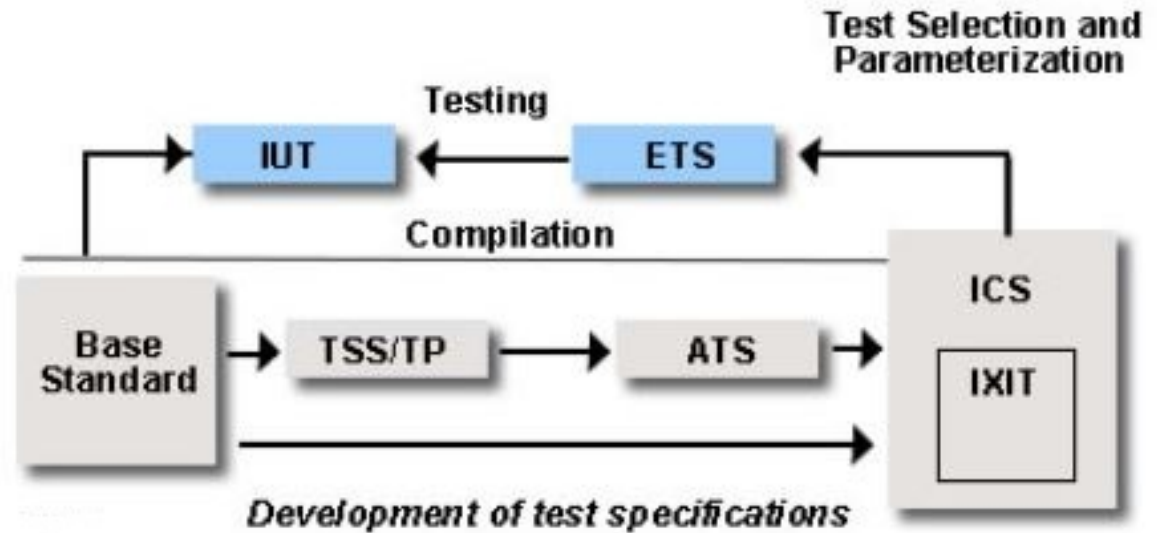 Test Selection and
Parameterization
Testing
IUT
ETS
Compilation
ICS
Base
Standard
TSS/TP
ATS
IXIT
Development of test specifications